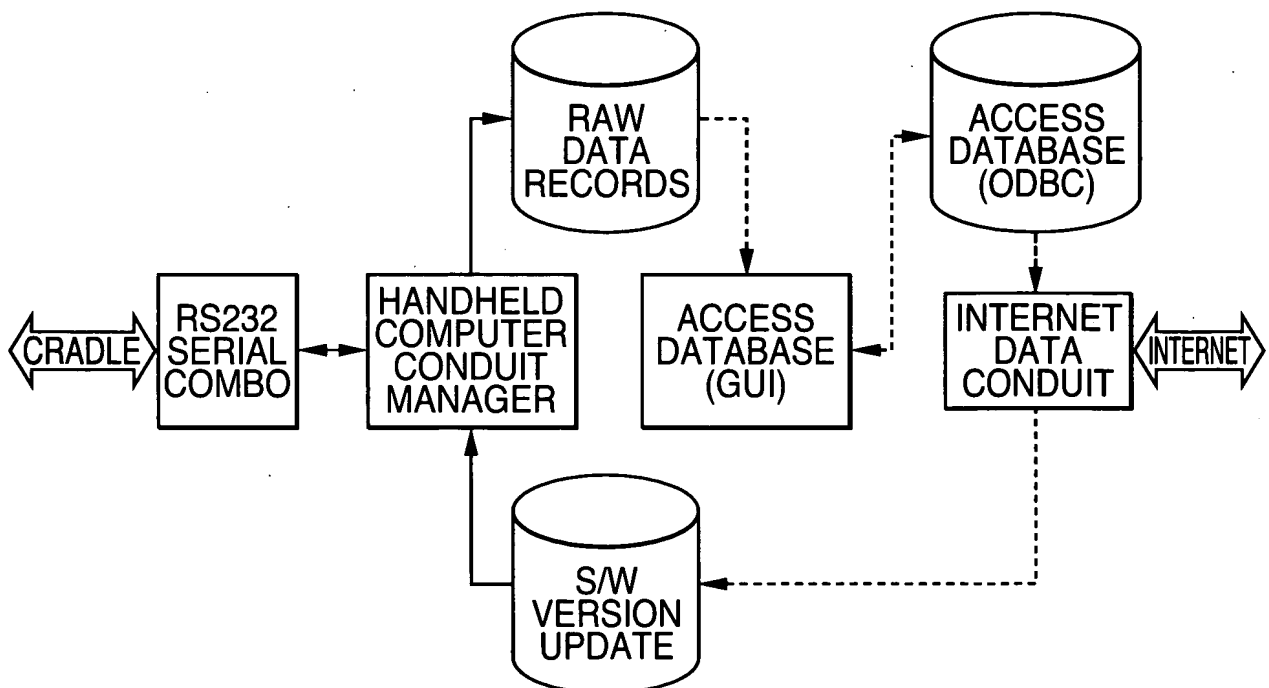 RAW
DATA
RECORDS
ACCESS
DATABASE
(ODBC)
CRADLE
RS232
SERIAL
COMBO
HANDHELD
COMPUTER
CONDUIT
MANAGER
ACCESS
DATABASE
(GUI)
INTERNET
DATA
CONDUIT
INTERNET
S/W
VERSION
UPDATE